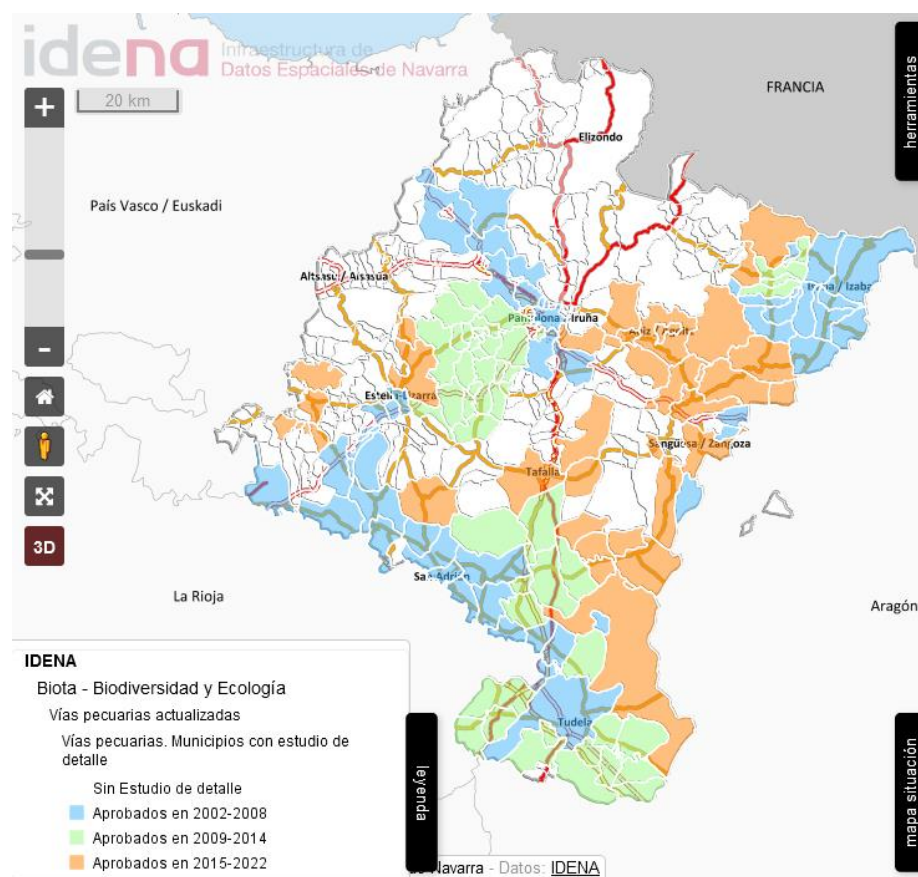 idena Infraestructura de
Datos Espaciales de Navarra
herramientas
+
20 km
FRANCIA
Elizondo
País Vasco / Euskadi
Altsasu / Alsasua
Pamplona / Iruña
Estella-Lizarra
Sangüesa / Zangoza
Tafalla
-
3D
San Adrián
La Rioja
Aragón
Tudela
IDENA
Biota - Biodiversidad y Ecología
Vías pecuarias actualizadas
Vías pecuarias. Municipios con estudio de
detalle
Sin Estudio de detalle
Aprobados en 2002-2008
Aprobados en 2009-2014
Aprobados en 2015-2022
leyenda
mapa situación
de Navarra - Datos: IDENA